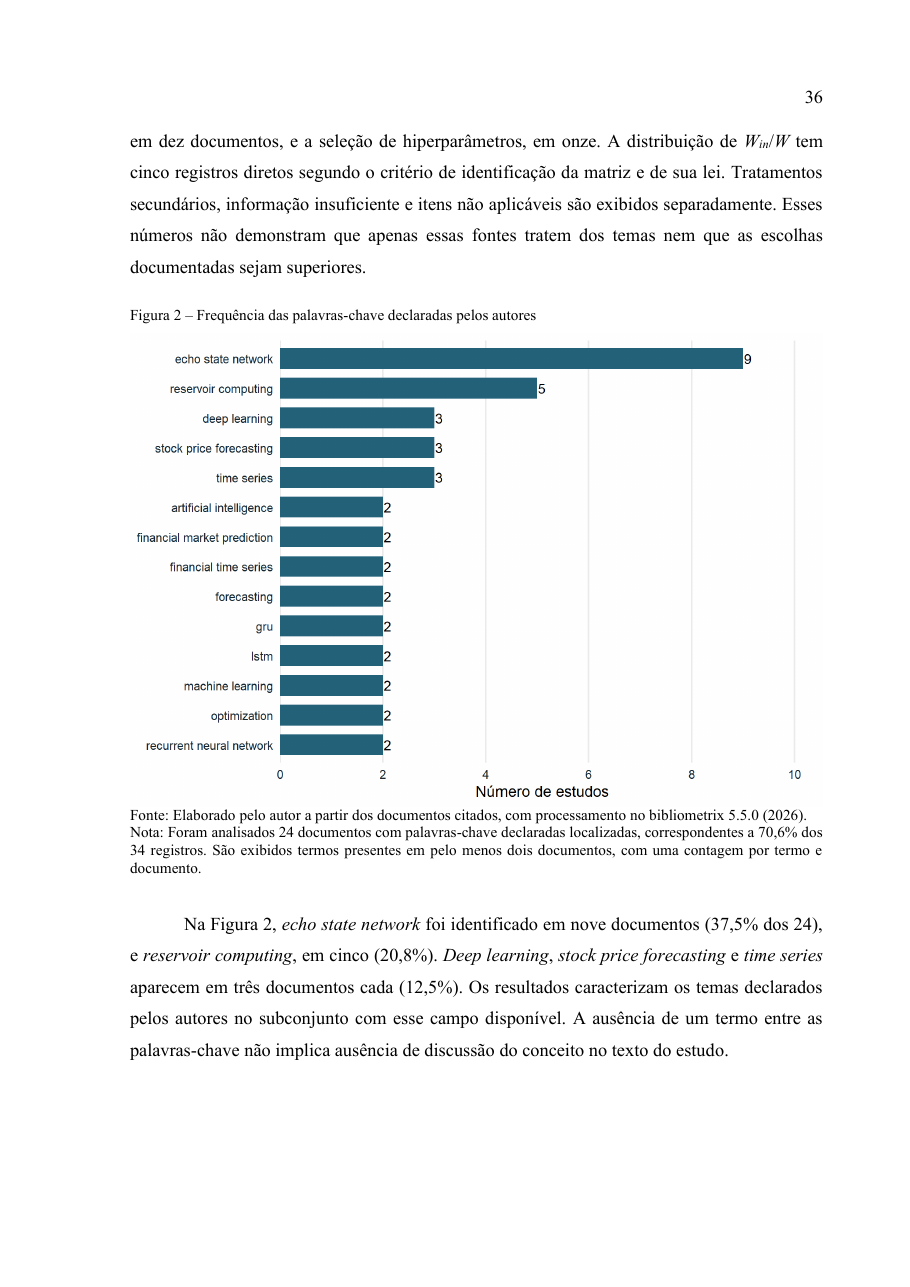 36
em dez documentos, e a seleção de hiperparâmetros, em onze. A distribuição de Win/W tem
cinco registros diretos segundo o critério de identificação da matriz e de sua lei. Tratamentos
secundários, informação insuficiente e itens não aplicáveis são exibidos separadamente. Esses
números não demonstram que apenas essas fontes tratem dos temas nem que as escolhas
documentadas sejam superiores.
Figura 2 – Frequência das palavras-chave declaradas pelos autores
echo state network 9
reservoir computing 5
deep learning 3
stock price forecasting 3
time series 3
artificial intelligence 2
financial market prediction 2
financial time series 2
forecasting 2
gru 2
lstm 2
machine learning 2
optimization 2
recurrent neural network 2
0 2 4 6 8 10
Número de estudos
Fonte: Elaborado pelo autor a partir dos documentos citados, com processamento no bibliometrix 5.5.0 (2026).
Nota: Foram analisados 24 documentos com palavras-chave declaradas localizadas, correspondentes a 70,6% dos
34 registros. São exibidos termos presentes em pelo menos dois documentos, com uma contagem por termo e
documento.
Na Figura 2, echo state network foi identificado em nove documentos (37,5% dos 24),
e reservoir computing, em cinco (20,8%). Deep learning, stock price forecasting e time series
aparecem em três documentos cada (12,5%). Os resultados caracterizam os temas declarados
pelos autores no subconjunto com esse campo disponível. A ausência de um termo entre as
palavras-chave não implica ausência de discussão do conceito no texto do estudo.